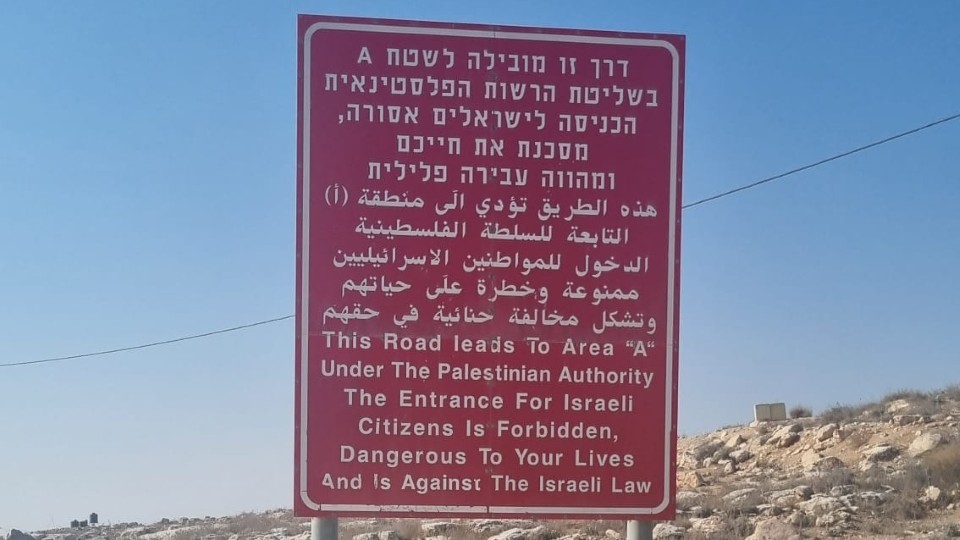 דרך זו מובילה לשטח A
בשליטת הרשות הפלסטינאית
הכניסה לישראלים אסורה,
מסכנת את חייכם
ומהווה עבירה פלילית
هذه الطريق تؤدي الى منطقة (أ)
التابعة للسلطة الفلسطينية
الدخول للمواطنين الاسرائيليين
ممنوعة وخطرة على حياتهم
وتشكل مخالفة حنائية في حقهم
This Road leads To Area "A"
Under The Palestinian Authority
The Entrance For Israeli
Citizens Is Forbidden,
Dangerous To Your Lives
And Is Against The Israeli Law